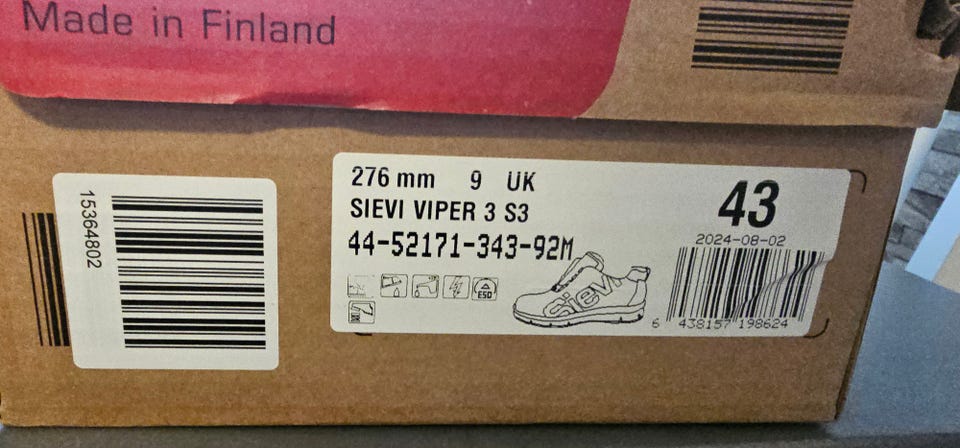 Made in Finland
15364802
276 mm 9 UK
SIEVI VIPER 3 S3
44-52171-343-92M
43
2024-08-02
ESD
sievi
6 438157 198624